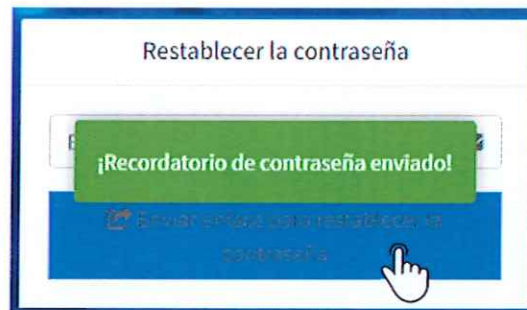 Restablecer la contraseña
¡Recordatorio de contraseña enviado!
Enviar enlace para restablecer la
contraseña